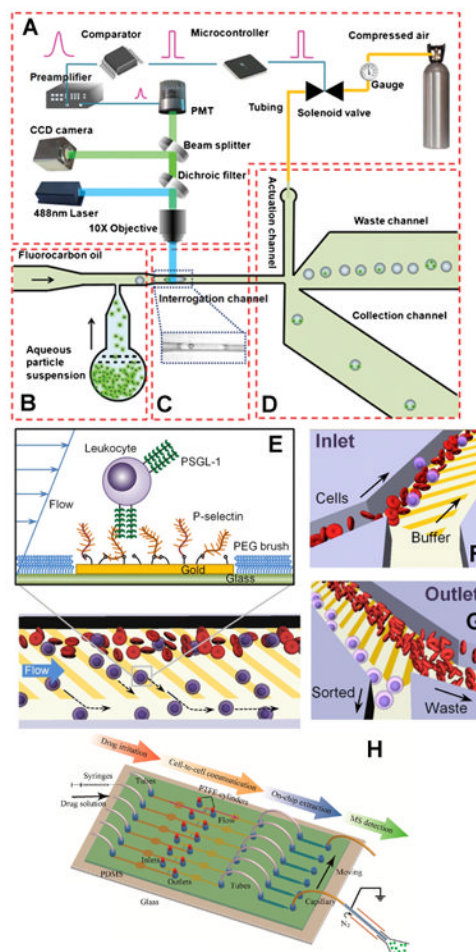 A
Comparator
Microcontroller
Compressed air
Preamplifier
PMT
Tubing
Solenoid valve
Gauge
CCD camera
Beam splitter
Dichroic filter
488nm Laser
10X Objective
Actuation channel
Waste channel
Fluorocarbon oil
Interrogation channel
Collection channel
Aqueous
particle
suspension
B
C
D
E
Leukocyte
PSGL-1
Flow
P-selectin
PEG brush
Gold
Glass
Flow
Inlet
Cells
Buffer
F
Outlet
G
Sorted
Waste
H
Drug irritation
Cell-to-cell communication
On-chip extraction
MS detection
Syringes
Tubes
PTFE cylinders
Drug solution
Flow
Inlets
Outlets
PDMS
Glass
Tubes
Moving
Capillary
N2